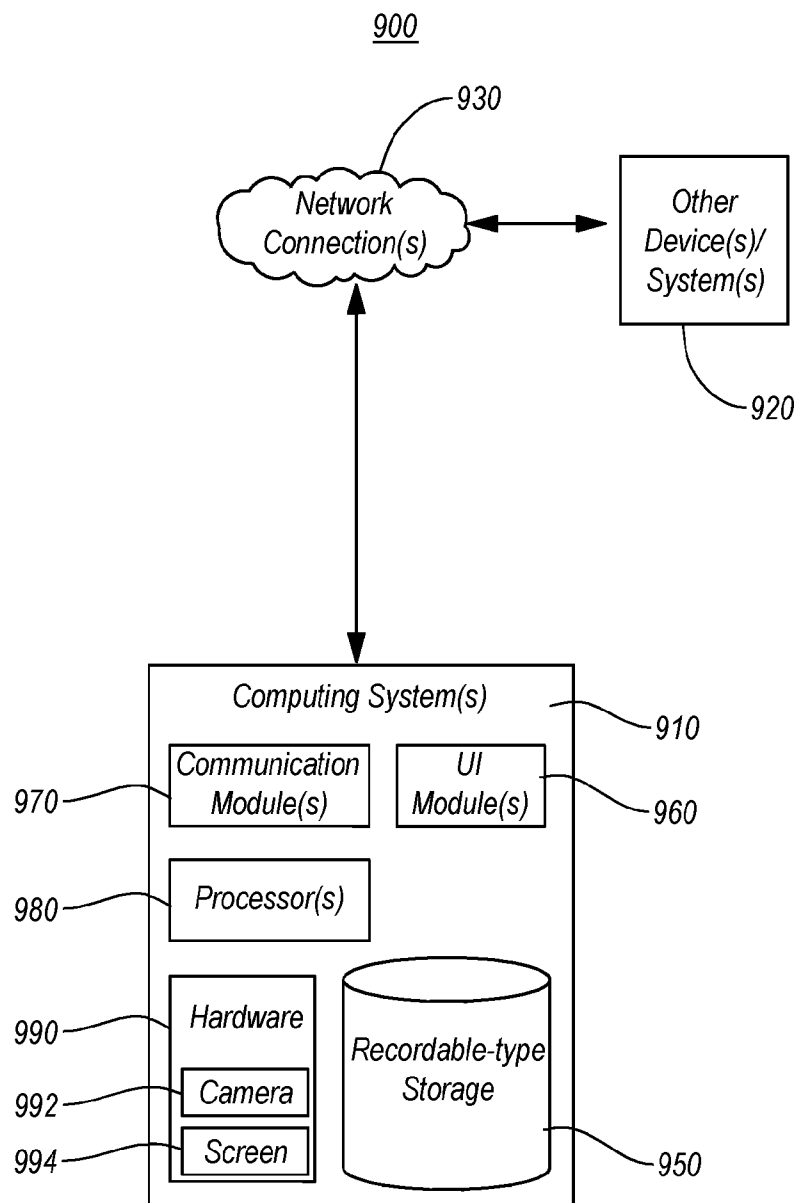 900
930
Network
Connection(s)
Other
Device(s)/
System(s)
920
Computing System(s)
910
Communication
Module(s)
970
UI
Module(s)
960
Processor(s)
980
Hardware
990
Camera
992
Screen
994
Recordable-type
Storage
950